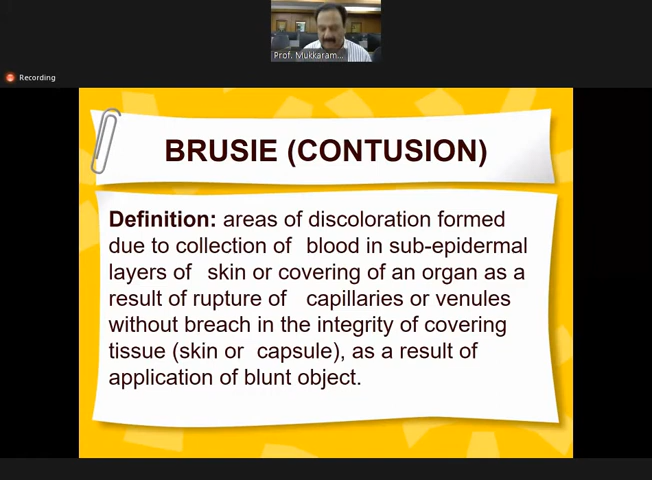 Prof. Mukkaram...
Recording
BRUSIE (CONTUSION)
Definition: areas of discoloration formed
due to collection of blood in sub-epidermal
layers of skin or covering of an organ as a
result of rupture of capillaries or venules
without breach in the integrity of covering
tissue (skin or capsule), as a result of
application of blunt object.